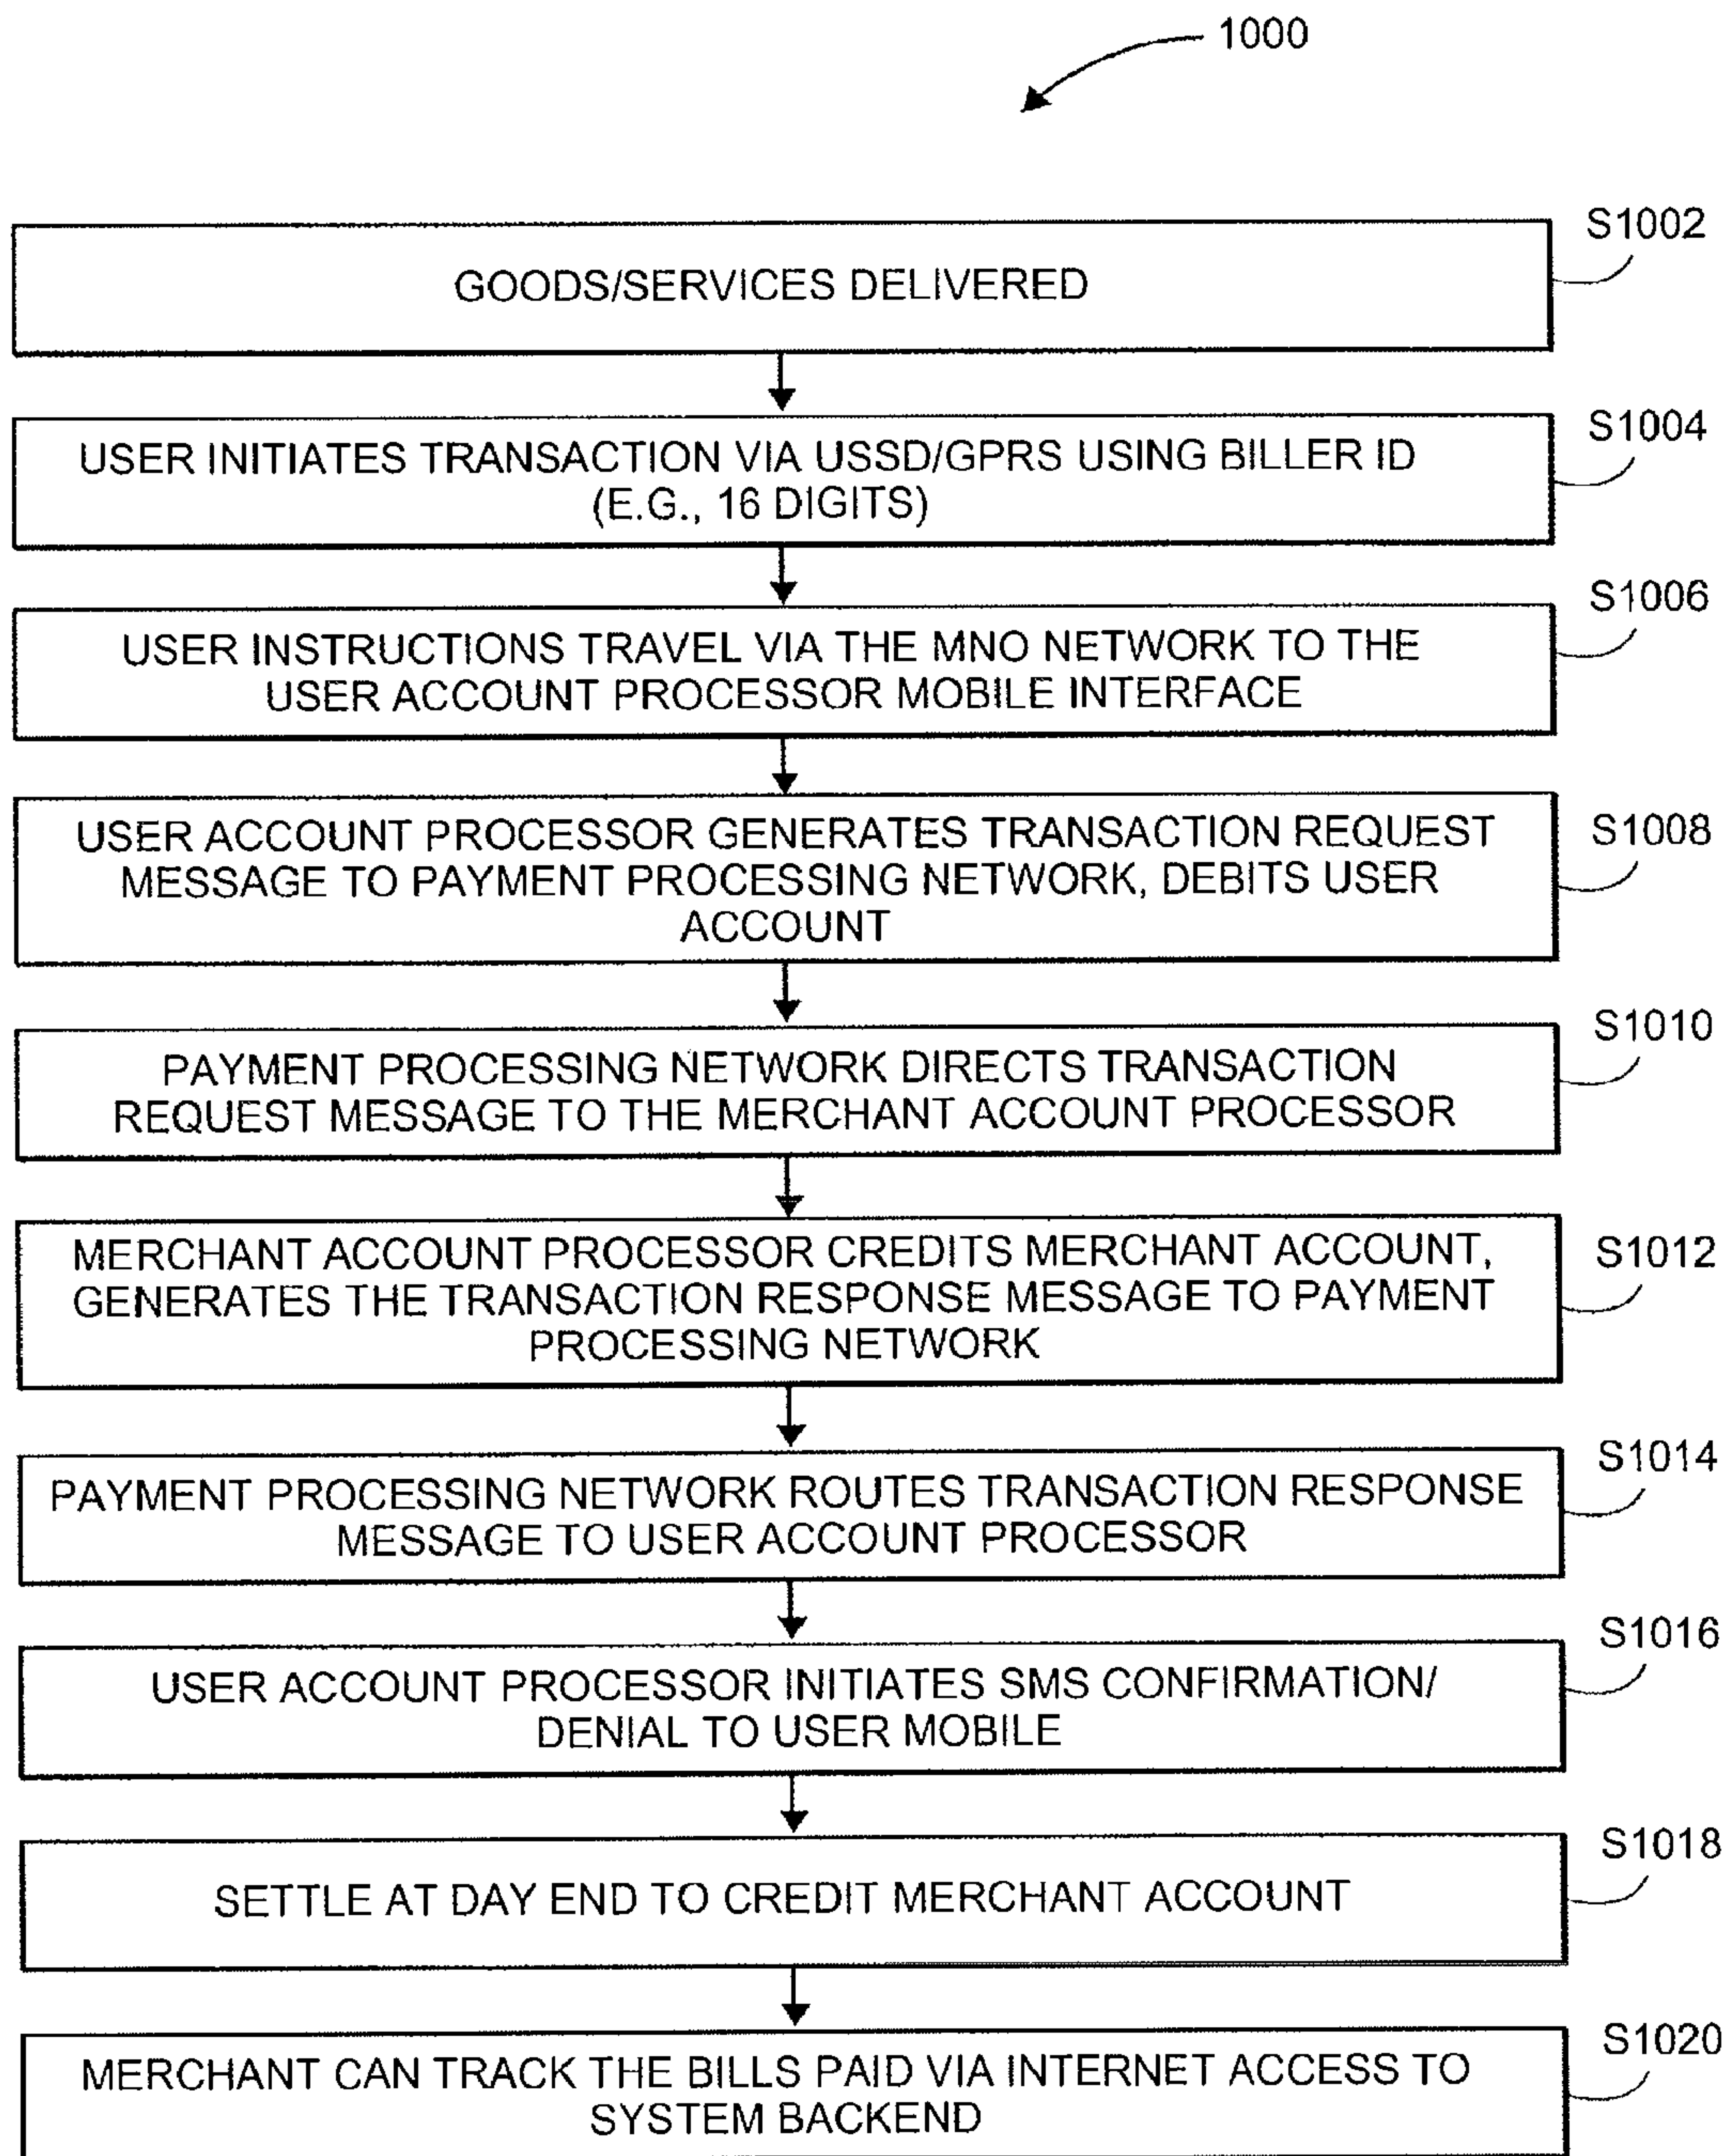 1000
S1002
GOODS/SERVICES DELIVERED
S1004
USER INITIATES TRANSACTION VIA USSD/GPRS USING BILLER ID
(E.G., 16 DIGITS)
S1006
USER INSTRUCTIONS TRAVEL VIA THE MNO NETWORK TO THE
USER ACCOUNT PROCESSOR MOBILE INTERFACE
S1008
USER ACCOUNT PROCESSOR GENERATES TRANSACTION REQUEST
MESSAGE TO PAYMENT PROCESSING NETWORK, DEBITS USER
ACCOUNT
S1010
PAYMENT PROCESSING NETWORK DIRECTS TRANSACTION
REQUEST MESSAGE TO THE MERCHANT ACCOUNT PROCESSOR
S1012
MERCHANT ACCOUNT PROCESSOR CREDITS MERCHANT ACCOUNT,
GENERATES THE TRANSACTION RESPONSE MESSAGE TO PAYMENT
PROCESSING NETWORK
S1014
PAYMENT PROCESSING NETWORK ROUTES TRANSACTION RESPONSE
MESSAGE TO USER ACCOUNT PROCESSOR
S1016
USER ACCOUNT PROCESSOR INITIATES SMS CONFIRMATION/
DENIAL TO USER MOBILE
S1018
SETTLE AT DAY END TO CREDIT MERCHANT ACCOUNT
S1020
MERCHANT CAN TRACK THE BILLS PAID VIA INTERNET ACCESS TO
SYSTEM BACKEND